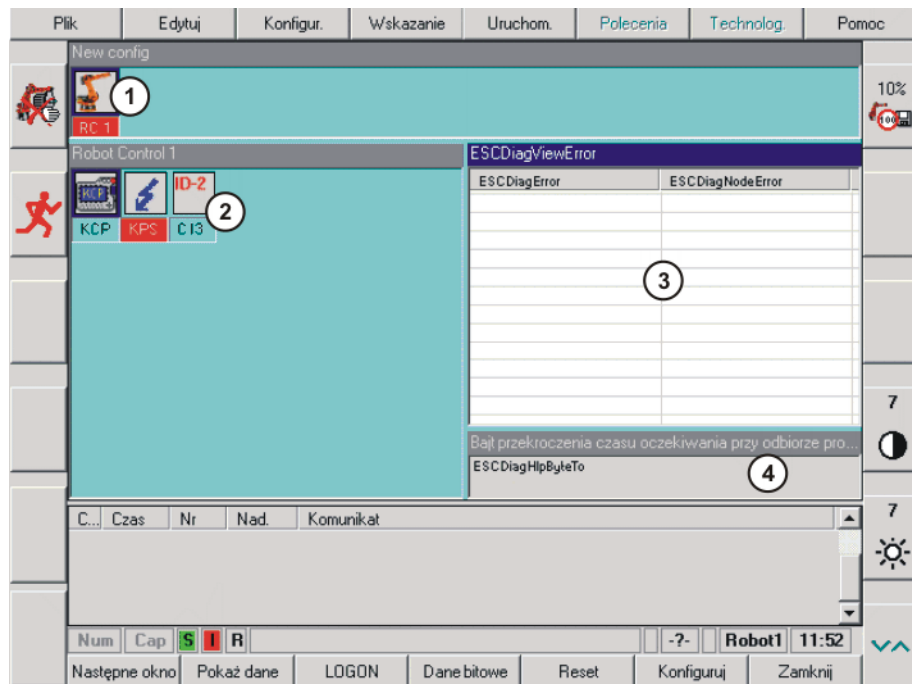 Plik Edytuj Konfigur. Wskazanie Uruchom. Polecenia Technolog. Pomoc
New config
1
RC 1
10%
100
Robot Control 1
KCP
ID-2
2
KCP KPS CI3
ESCDiagViewError
ESCDiagError ESCDiagNodeError
3
7
Bajt przekroczenia czasu oczekiwania przy odbiorze pro...
ESCDiagHlpByteTo
4
C... Czas Nr Nad. Komunikat
7
Num Cap S I R -?- Robot1 11:52
Następne okno Pokaż dane LOGON Dane bitowe Reset Konfiguruj Zamknij